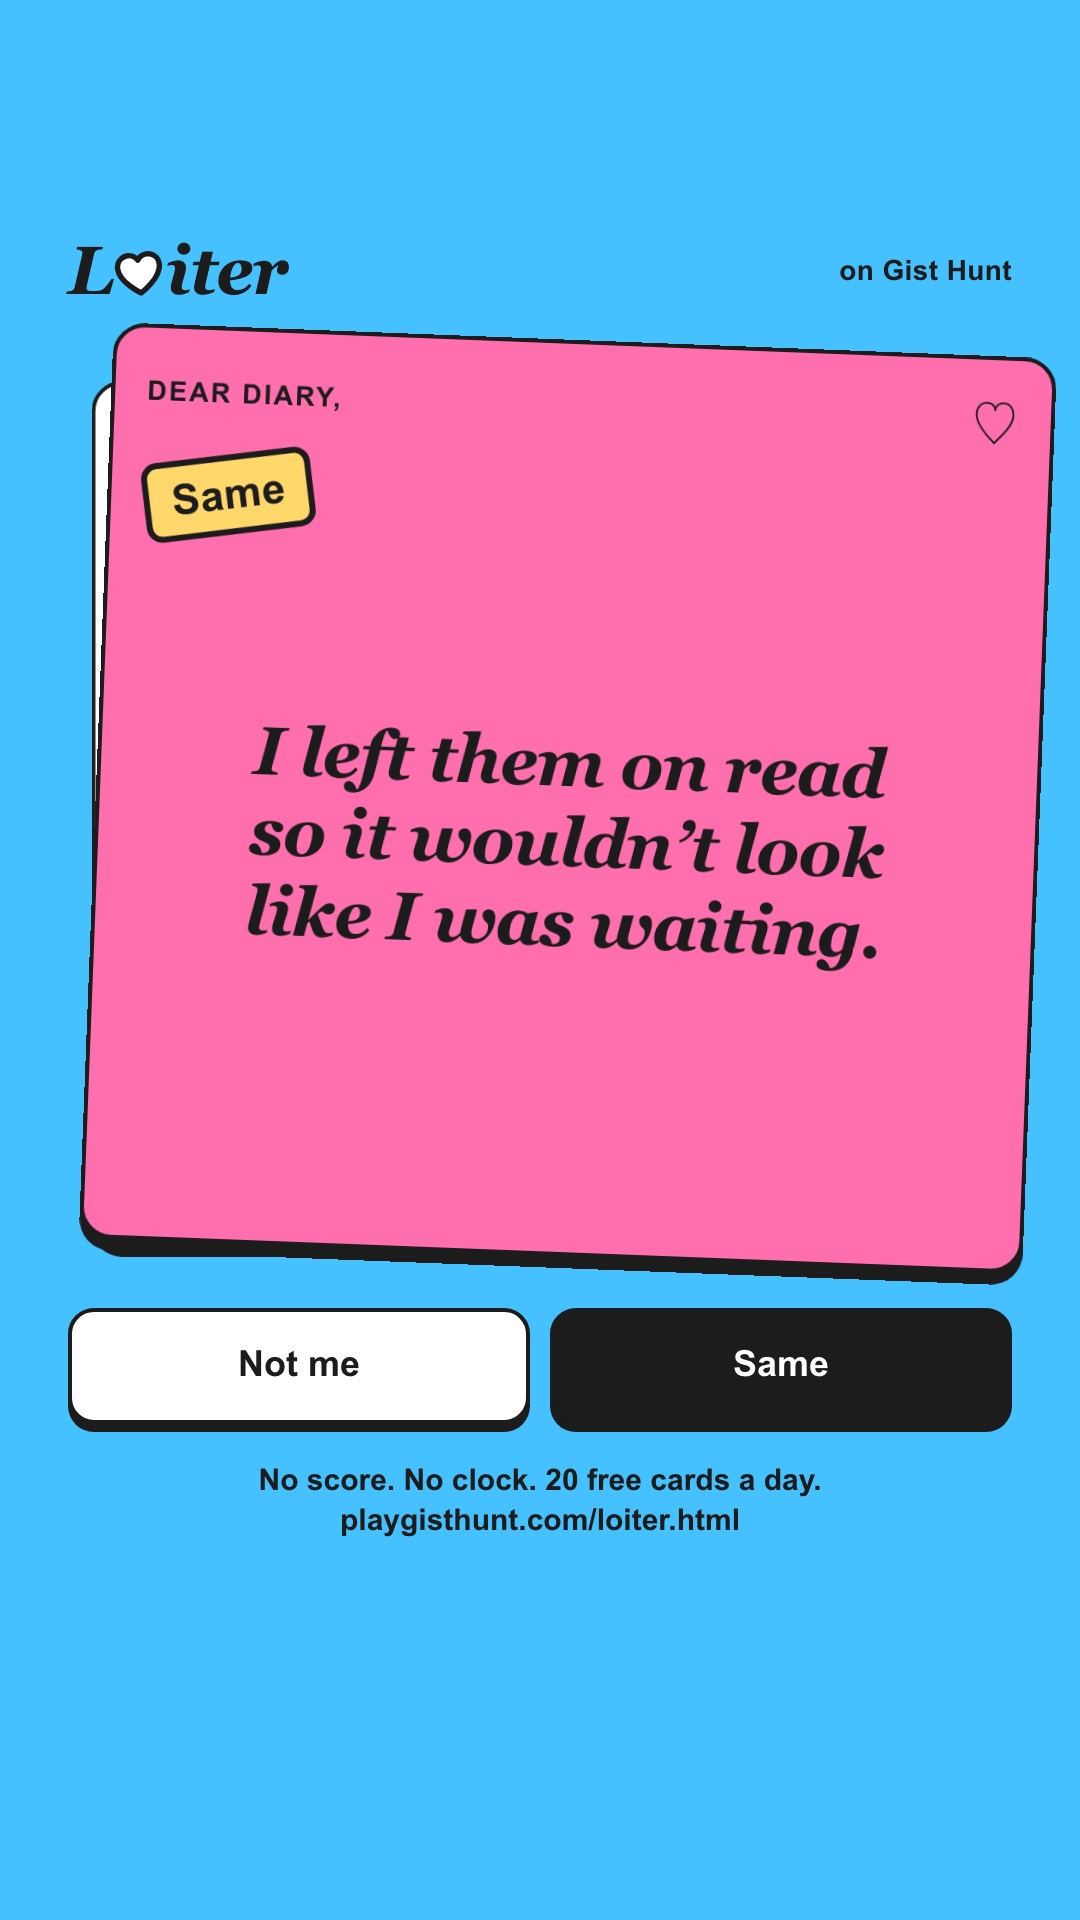 Loiter
on Gist Hunt
DEAR DIARY,
Same
I left them on read
so it wouldn’t look
like I was waiting.
Not me
Same
No score. No clock. 20 free cards a day.
playgisthunt.com/loiter.html